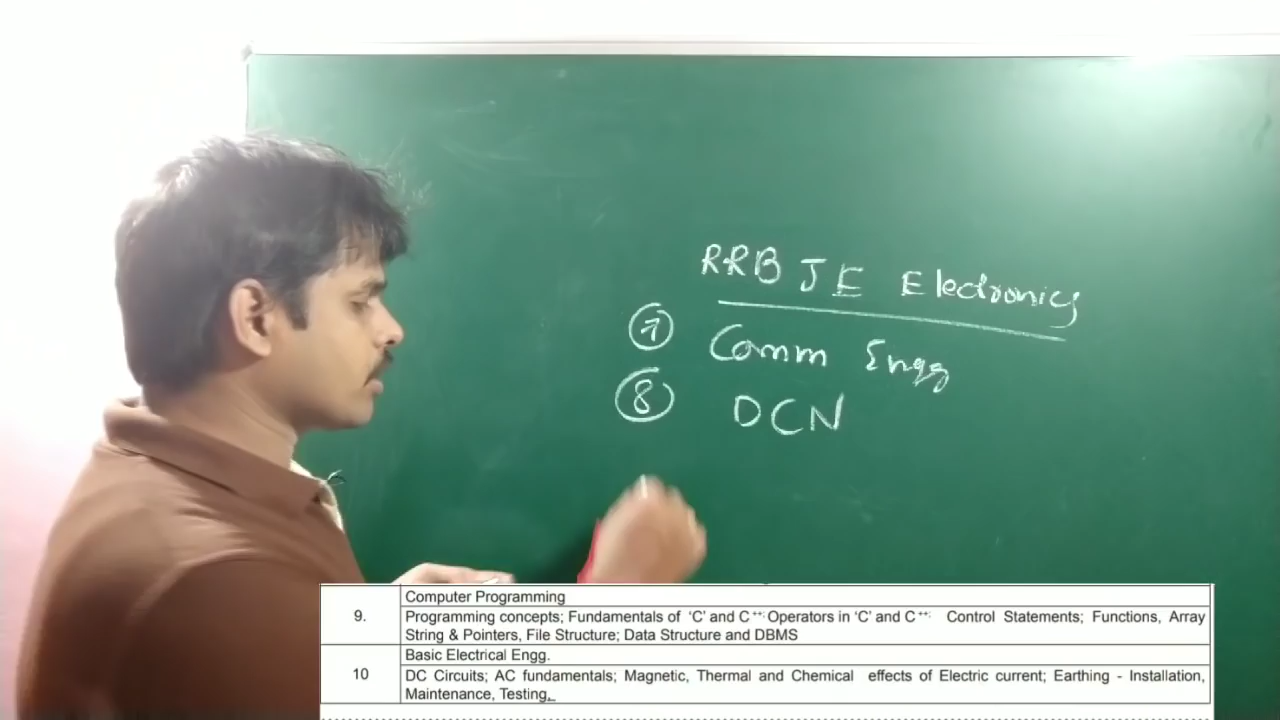 RRB JE Electronics
7 Comm Engg
8 DCN
9. Computer Programming
Programming concepts; Fundamentals of 'C' and C++; Operators in 'C' and C++; Control Statements; Functions, Array
String & Pointers, File Structure; Data Structure and DBMS
10 Basic Electrical Engg.
DC Circuits; AC fundamentals; Magnetic, Thermal and Chemical effects of Electric current; Earthing - Installation,
Maintenance, Testing,